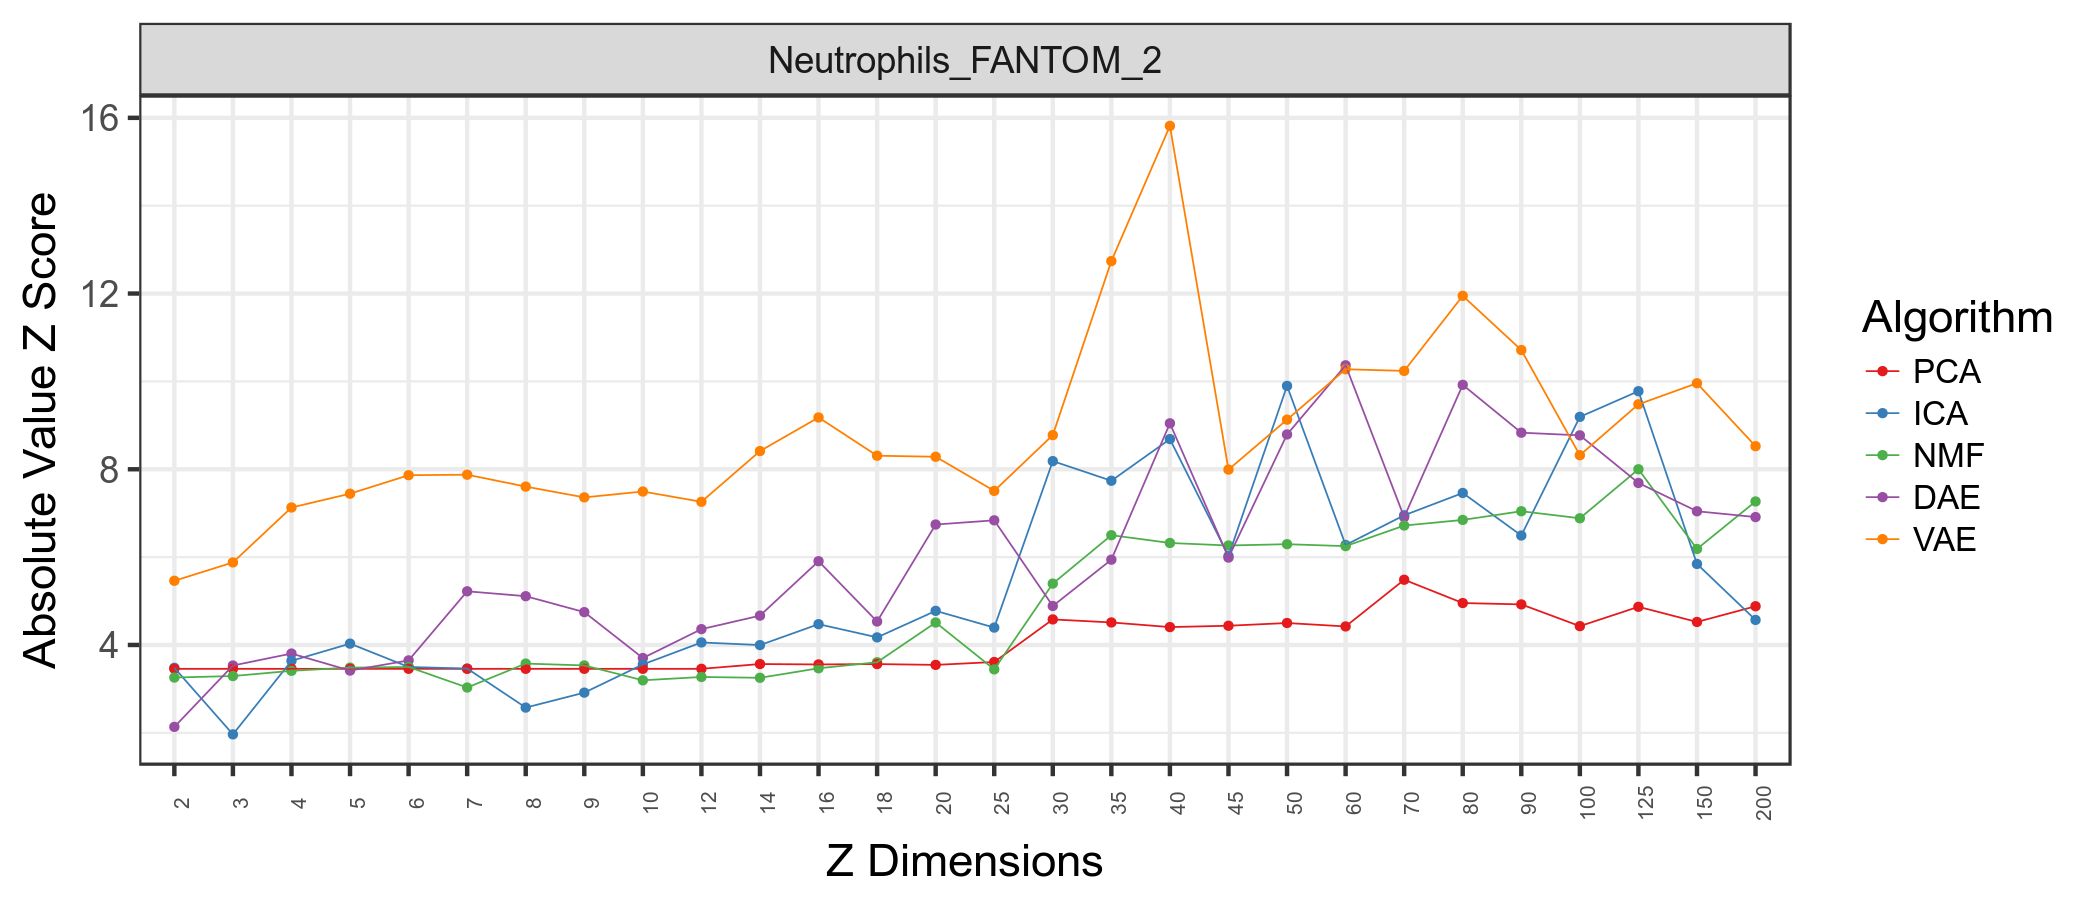 Neutrophils_FANTOM_2
Absolute Value Z Score
16
12
8
4
2 3 4 5 6 7 8 9 10 12 14 16 18 20 25 30 35 40 45 50 60 70 80 90 100 125 150 200
Z Dimensions
Algorithm
PCA
ICA
NMF
DAE
VAE